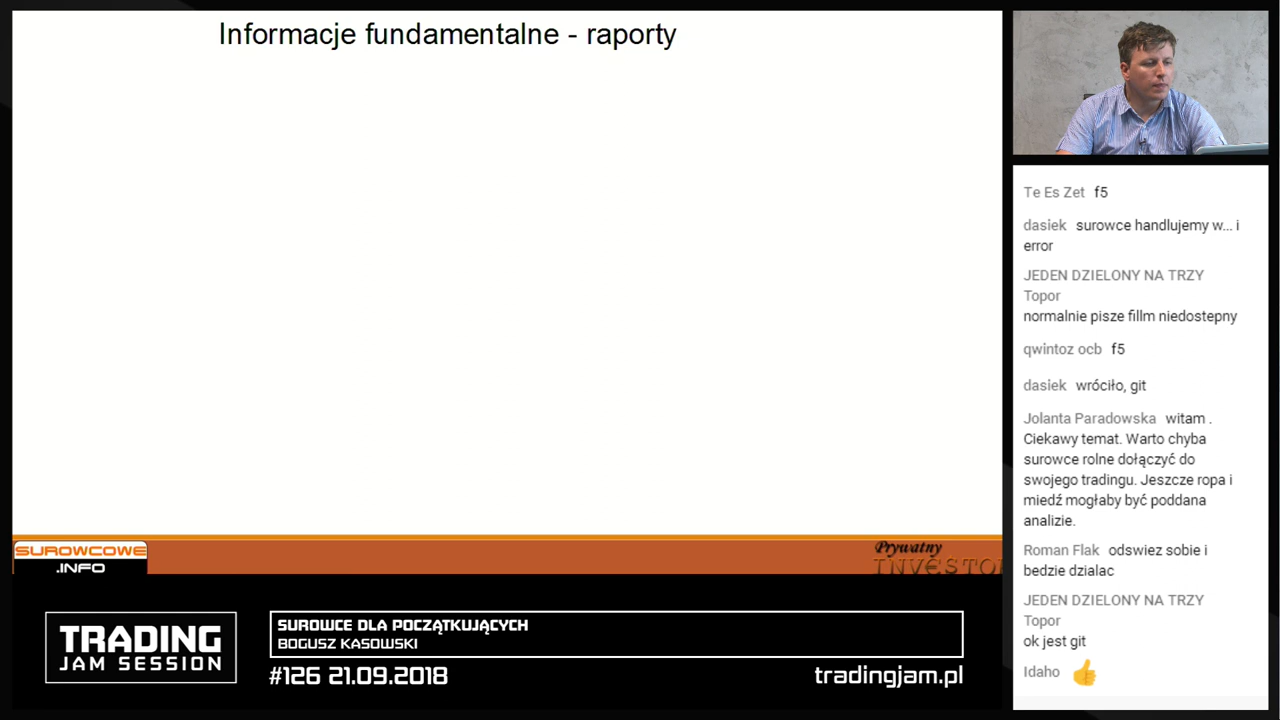 Informacje fundamentalne - raporty
Te Es Zet f5
dasiek surowce handlujemy w... i
error
JEDEN DZIELONY NA TRZY
Topor
normalnie pisze fillm niedostepny
qwintoz ocb f5
dasiek wróciło, git
Jolanta Paradowska witam .
Ciekawy temat. Warto chyba
surowce rolne dołączyć do
swojego tradingu. Jeszcze ropa i
miedź mogłaby być poddana
analizie.
Roman Flak odswiez sobie i
bedzie dzialac
JEDEN DZIELONY NA TRZY
Topor
ok jest git
Idaho
SUROWCOWE
.INFO
Prywatny
INVESTO
TRADING
JAM SESSION
SUROWCE DLA POCZĄTKUJĄCYCH
BOGUSZ KASOWSKI
#126 21.09.2018
tradingjam.pl